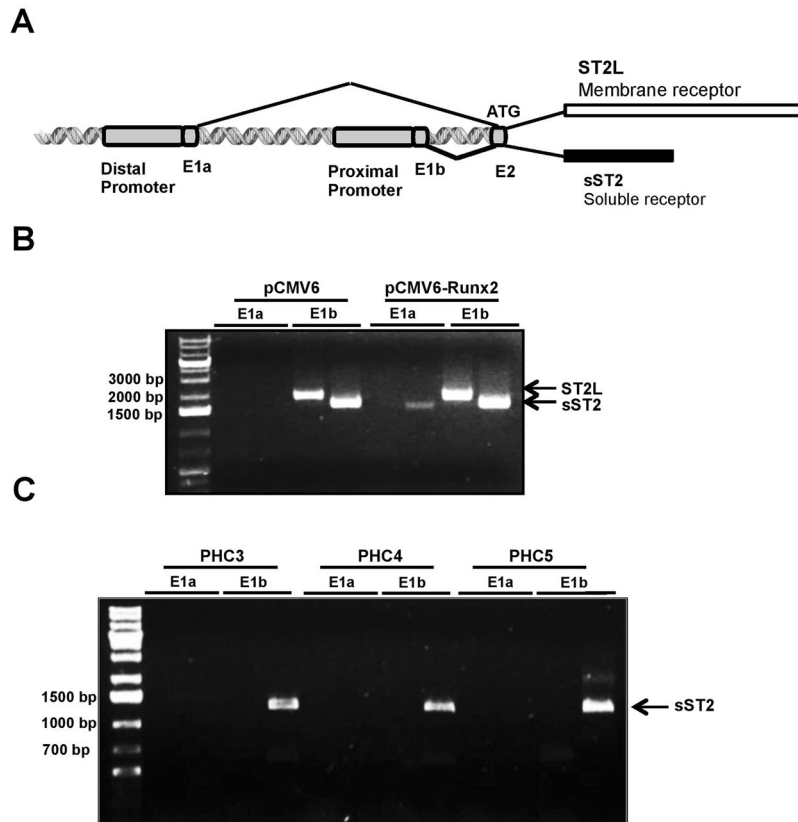 A
ST2L
Membrane receptor
ATG
Distal Promoter
E1a
Proximal Promoter
E1b
E2
sST2
Soluble receptor
B
pCMV6
pCMV6-Runx2
E1a
E1b
E1a
E1b
3000 bp
2000 bp
1500 bp
ST2L
sST2
C
PHC3
PHC4
PHC5
E1a
E1b
E1a
E1b
E1a
E1b
1500 bp
1000 bp
700 bp
sST2